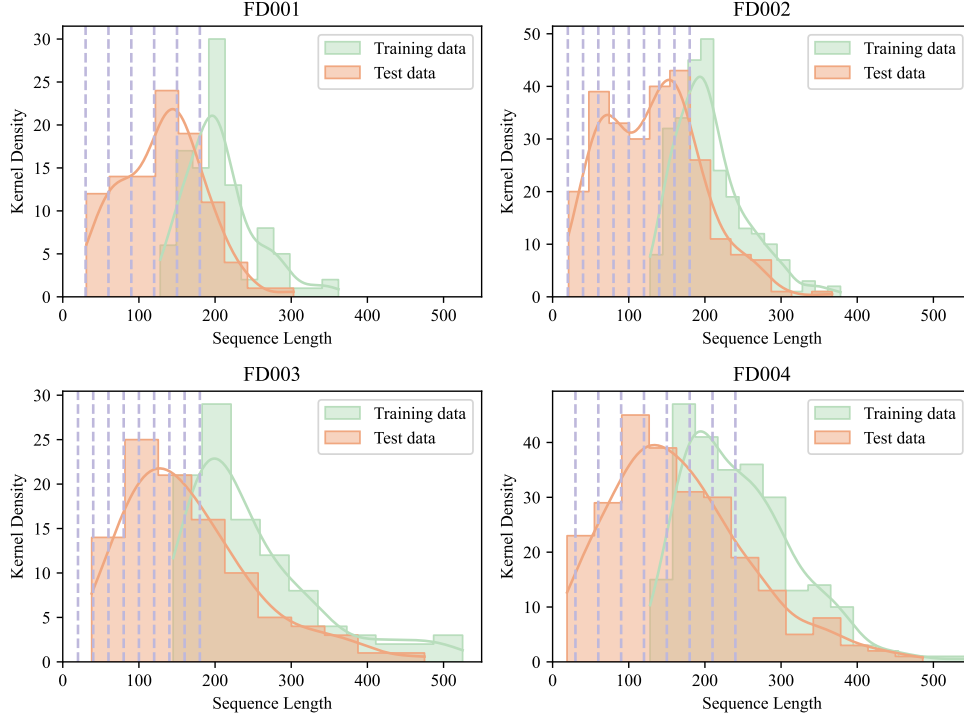 FD001
Kernel Density
30
25
20
15
10
5
0
Training data
Test data
0 100 200 300 400 500
Sequence Length
FD002
Kernel Density
50
40
30
20
10
0
Training data
Test data
0 100 200 300 400 500
Sequence Length
FD003
Kernel Density
30
25
20
15
10
5
0
Training data
Test data
0 100 200 300 400 500
Sequence Length
FD004
Kernel Density
40
30
20
10
0
Training data
Test data
0 100 200 300 400 500
Sequence Length